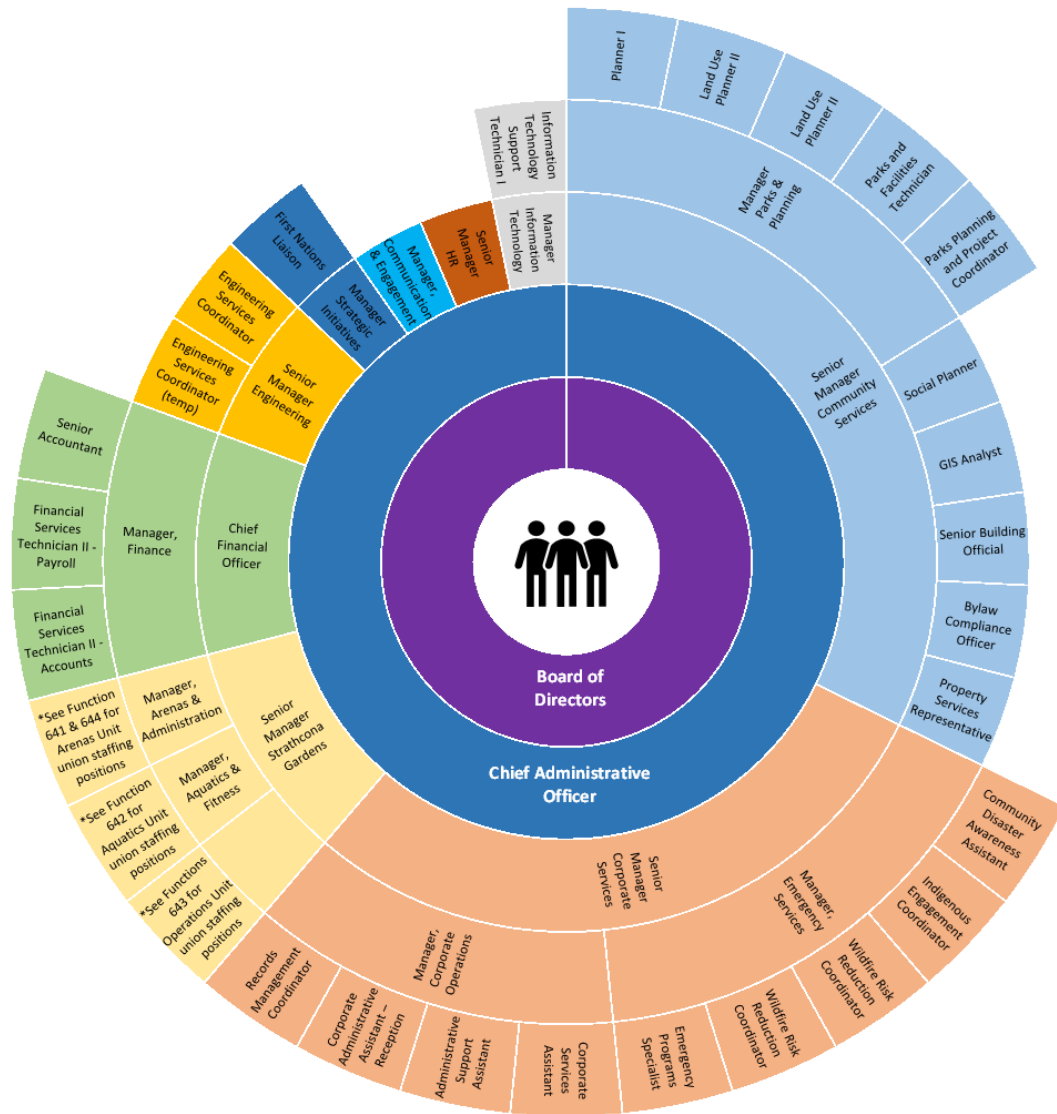 Board of
Directors
Chief Administrative
Officer
Senior
Manager
Community
Services
Manager
Parks &
Planning
Planner I
Land Use
Planner II
Land Use
Planner II
Parks and
Facilities
Technician
Parks Planning
and Project
Coordinator
Social Planner
GIS Analyst
Senior Building
Official
Bylaw
Compliance
Officer
Property
Services
Representative
Senior
Manager
Corporate
Services
Manager,
Emergency
Services
Community
Disaster
Awareness
Assistant
Indigenous
Engagement
Coordinator
Wildfire Risk
Reduction
Coordinator
Wildfire Risk
Reduction
Coordinator
Emergency
Programs
Specialist
Manager,
Corporate
Operations
Corporate
Services
Assistant
Administrative
Support
Assistant
Corporate
Administrative
Assistant –
Reception
Records
Management
Coordinator
Senior
Manager
Strathcona
Gardens
*See Functions
643 for
Operations Unit
union staffing
positions
Manager,
Aquatics &
Fitness
*See Function
642 for
Aquatics Unit
union staffing
positions
Manager,
Arenas &
Administration
*See Function
641 & 644 for
Arenas Unit
union staffing
positions
Chief
Financial
Officer
Manager,
Finance
Financial
Services
Technician II -
Accounts
Financial
Services
Technician II -
Payroll
Senior
Accountant
Senior
Manager
Engineering
Engineering
Services
Coordinator
(temp)
Engineering
Services
Coordinator
Manager
Strategic
Initiatives
First Nations
Liaison
Manager,
Communication
& Engagement
Senior
Manager
HR
Manager
Information
Technology
Information
Technology
Support
Technician I